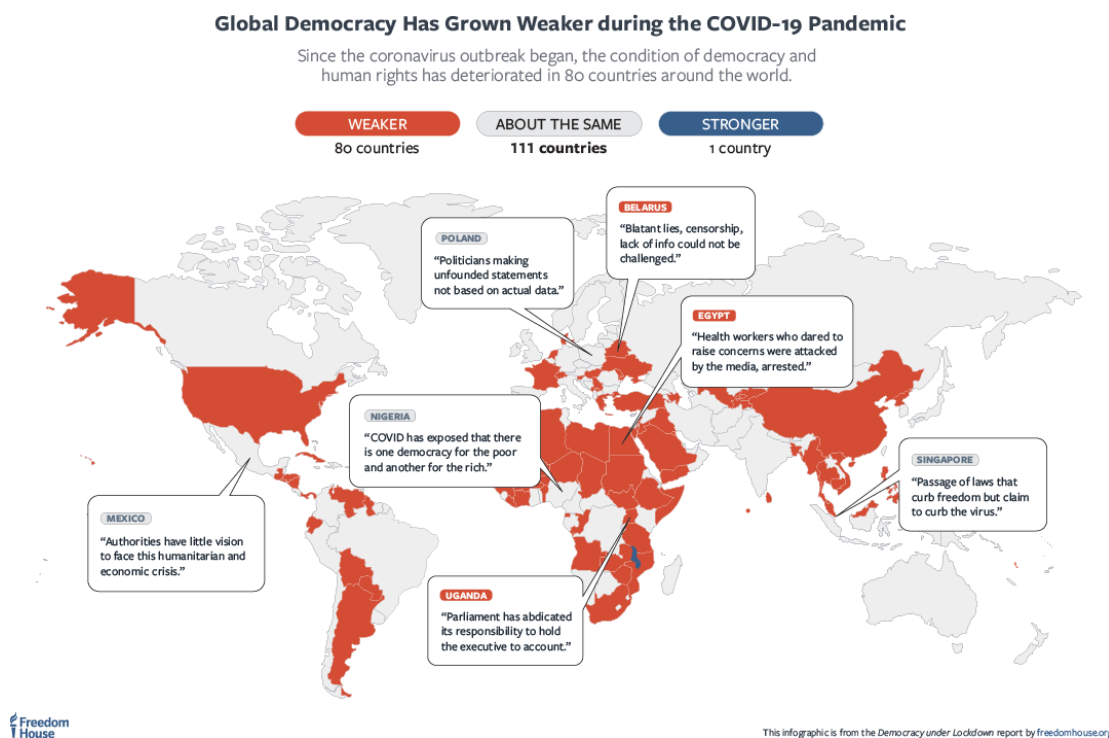 Global Democracy Has Grown Weaker during the COVID-19 Pandemic
Since the coronavirus outbreak began, the condition of democracy and
human rights has deteriorated in 80 countries around the world.
WEAKER
80 countries
ABOUT THE SAME
111 countries
STRONGER
1 country
BELARUS
“Blatant lies, censorship,
lack of info could not be
challenged.”
POLAND
“Politicians making
unfounded statements
not based on actual data.”
EGYPT
“Health workers who dared to
raise concerns were attacked
by the media, arrested.”
NIGERIA
“COVID has exposed that there
is one democracy for the poor
and another for the rich.”
SINGAPORE
“Passage of laws that
curb freedom but claim
to curb the virus.”
MEXICO
“Authorities have little vision
to face this humanitarian and
economic crisis.”
UGANDA
“Parliament has abdicated
its responsibility to hold
the executive to account.”
Freedom
House
This infographic is from the Democracy under Lockdown report by freedomhouse.org